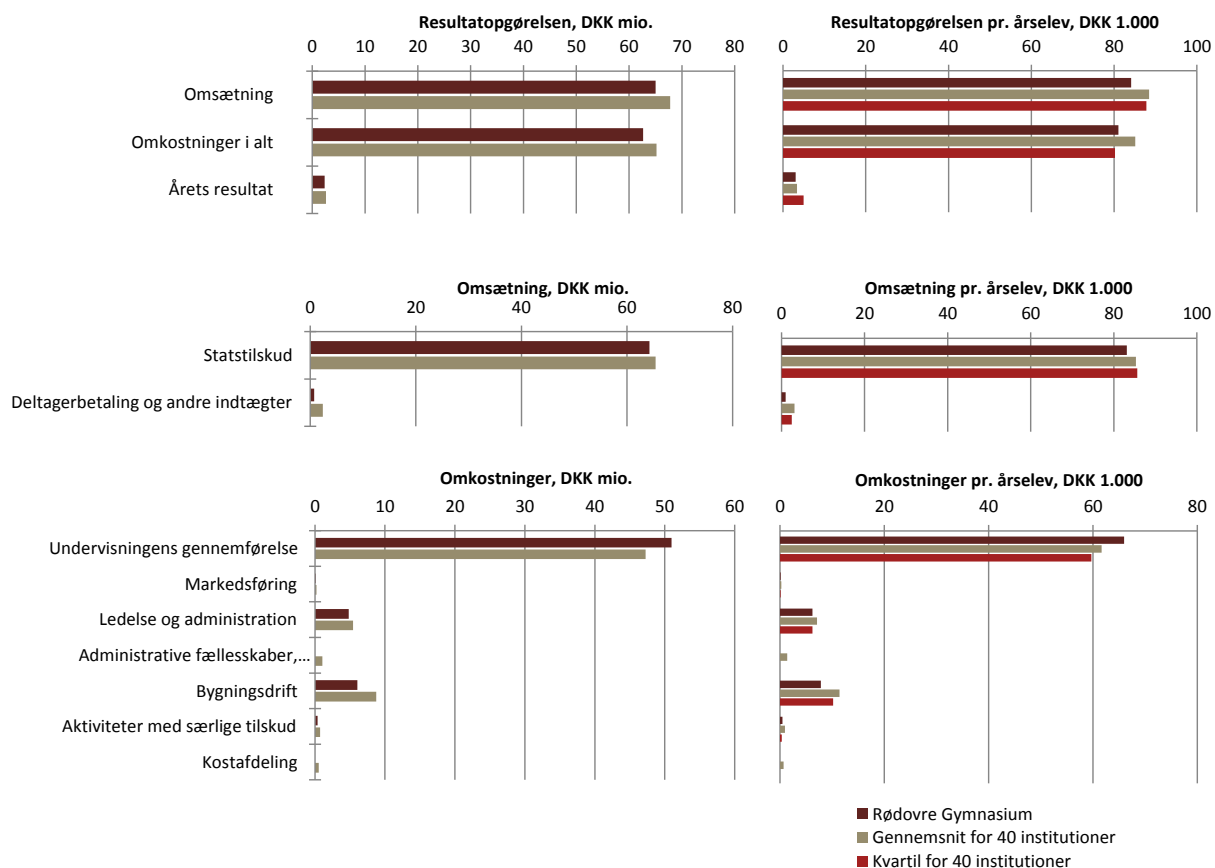 Resultatopgørelsen, DKK mio.
0 10 20 30 40 50 60 70 80
Omsætning
Omkostninger i alt
Årets resultat
Resultatopgørelsen pr. årselev, DKK 1.000
0 20 40 60 80 100
Omsætning, DKK mio.
0 20 40 60 80
Statstilskud
Deltagerbetaling og andre indtægter
Omsætning pr. årselev, DKK 1.000
0 20 40 60 80 100
Omkostninger, DKK mio.
0 10 20 30 40 50 60
Undervisningens gennemførelse
Markedsføring
Ledelse og administration
Administrative fællesskaber,...
Bygningsdrift
Aktiviteter med særlige tilskud
Kostafdeling
Omkostninger pr. årselev, DKK 1.000
0 20 40 60 80
Rødovre Gymnasium
Gennemsnit for 40 institutioner
Kvartil for 40 institutioner